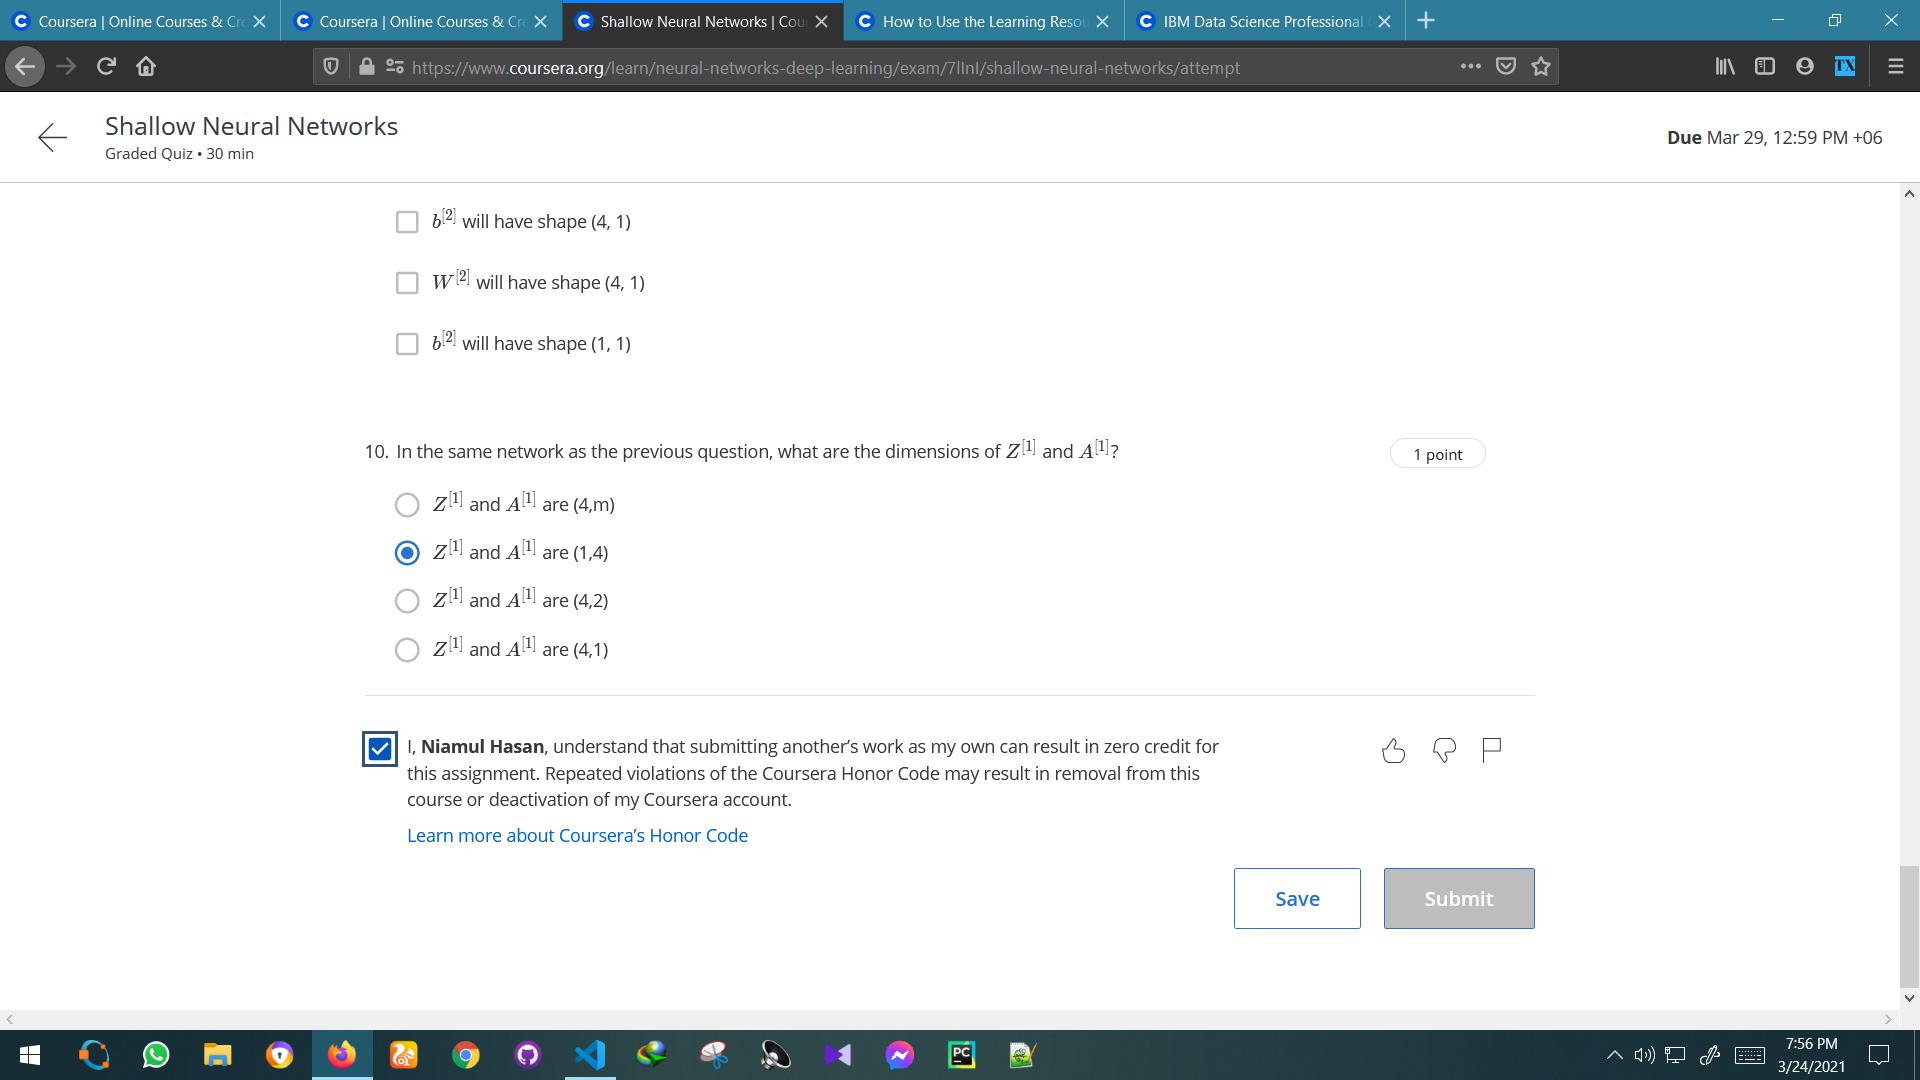 Coursera | Online Courses & Cre
Coursera | Online Courses & Cre
Shallow Neural Networks | Cour
How to Use the Learning Resou
IBM Data Science Professional
https://www.coursera.org/learn/neural-networks-deep-learning/exam/7lInI/shallow-neural-networks/attempt
TX
Shallow Neural Networks
Graded Quiz • 30 min
Due Mar 29, 12:59 PM +06
b^[2] will have shape (4, 1)
W^[2] will have shape (4, 1)
b^[2] will have shape (1, 1)
10. In the same network as the previous question, what are the dimensions of Z^[1] and A^[1]?
1 point
Z^[1] and A^[1] are (4,m)
Z^[1] and A^[1] are (1,4)
Z^[1] and A^[1] are (4,2)
Z^[1] and A^[1] are (4,1)
I, Niamul Hasan, understand that submitting another’s work as my own can result in zero credit for
this assignment. Repeated violations of the Coursera Honor Code may result in removal from this
course or deactivation of my Coursera account.
Learn more about Coursera’s Honor Code
Save
Submit
PC
7:56 PM
3/24/2021